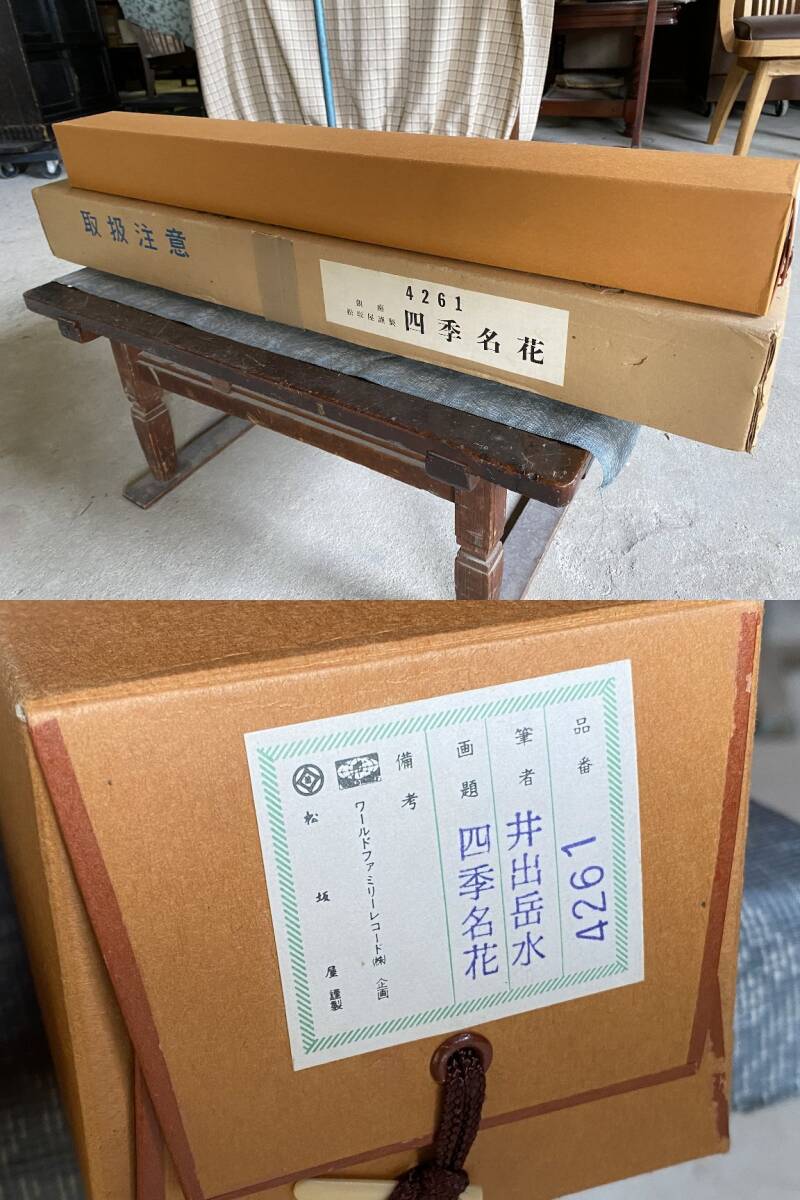 取扱注意
4261
銀座
松坂屋謹製
四季名花
品番 4261
筆者 井出岳水
画題 四季名花
備考
ワールドファミリーレコード㈱企画
松坂屋謹製